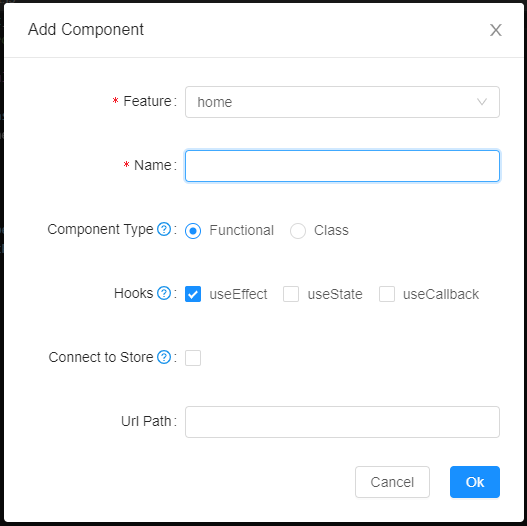 Add Component
* Feature: home
* Name:
Component Type ? : Functional Class
Hooks ? : useEffect useState useCallback
Connect to Store ? :
Url Path:
Cancel Ok